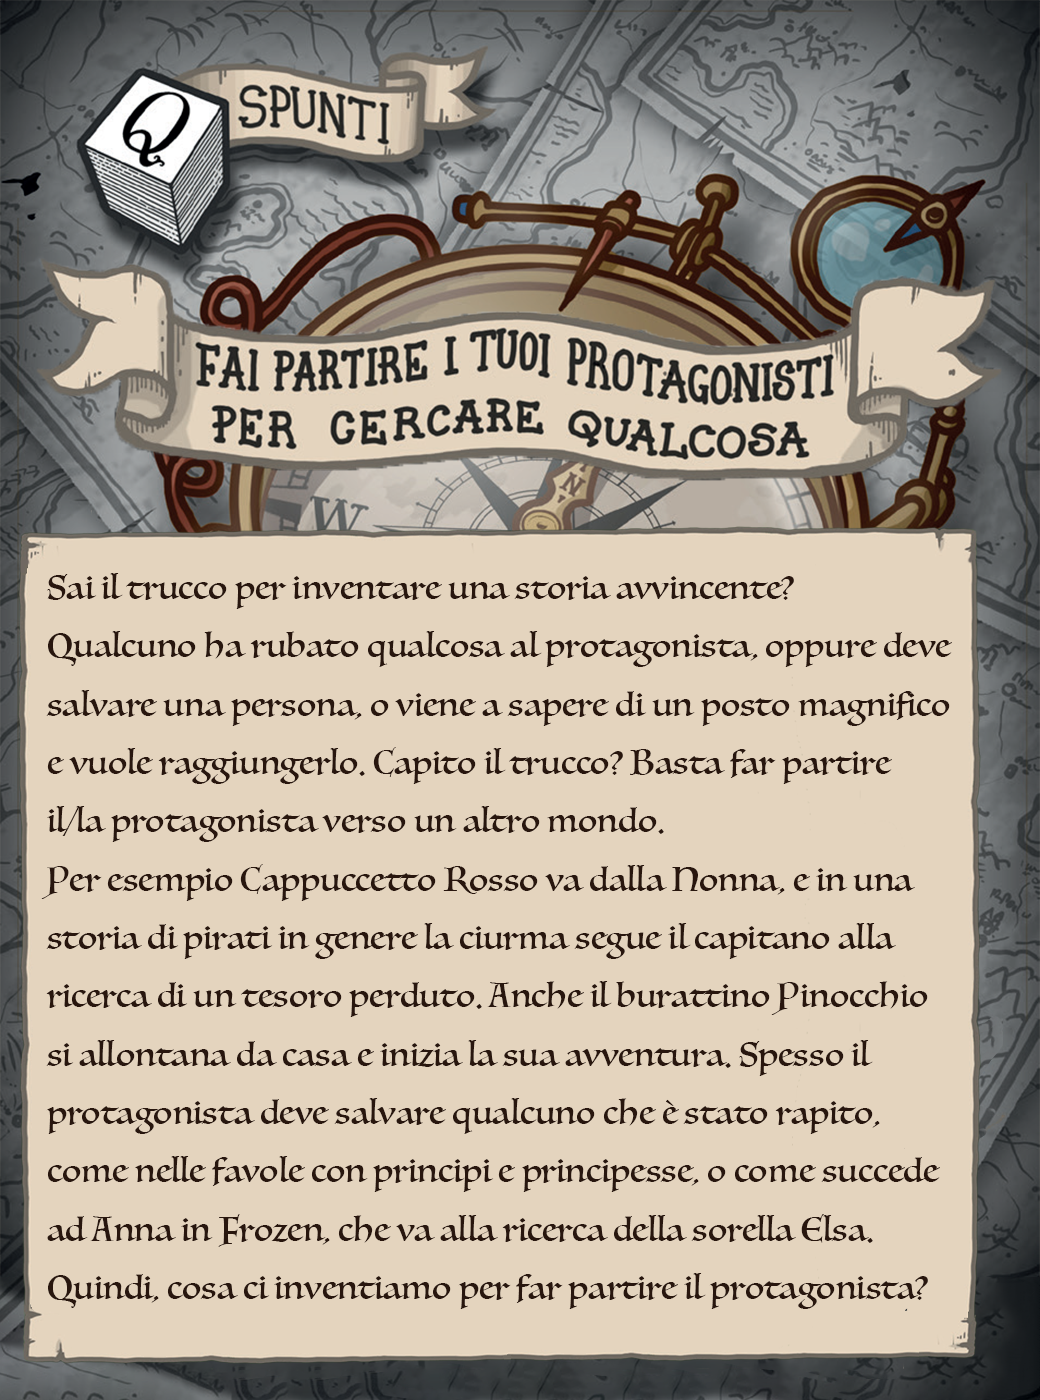 Q
SPUNTI
FAI PARTIRE I TUOI PROTAGONISTI
PER CERCARE QUALCOSA
W
N
Sai il trucco per inventare una storia avvincente?
Qualcuno ha rubato qualcosa al protagonista, oppure deve
salvare una persona, o viene a sapere di un posto magnifico
e vuole raggiungerlo. Capito il trucco? Basta far partire
il/la protagonista verso un altro mondo.
Per esempio Cappuccetto Rosso va dalla Nonna, e in una
storia di pirati in genere la ciurma segue il capitano alla
ricerca di un tesoro perduto. Anche il burattino Pinocchio
si allontana da casa e inizia la sua avventura. Spesso il
protagonista deve salvare qualcuno che è stato rapito,
come nelle favole con principi e principesse, o come succede
ad Anna in Frozen, che va alla ricerca della sorella Elsa.
Quindi, cosa ci inventiamo per far partire il protagonista?